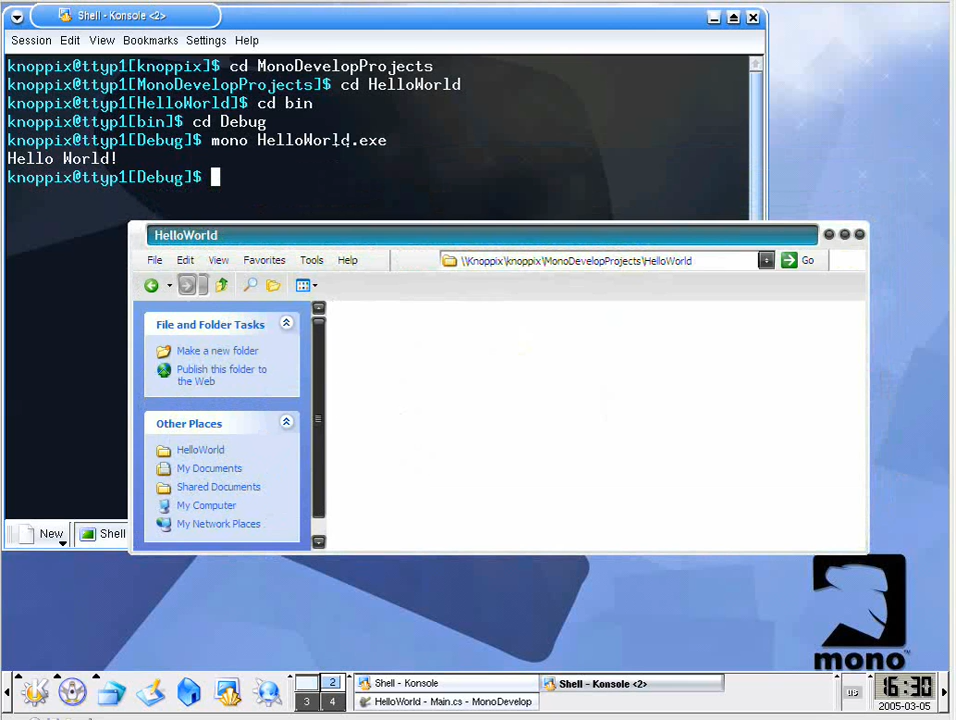 Shell - Konsole <2>
Session Edit View Bookmarks Settings Help
knoppix@ttyp1[knoppix]$ cd MonoDevelopProjects
knoppix@ttyp1[MonoDevelopProjects]$ cd HelloWorld
knoppix@ttyp1[HelloWorld]$ cd bin
knoppix@ttyp1[bin]$ cd Debug
knoppix@ttyp1[Debug]$ mono HelloWorld.exe
Hello World!
knoppix@ttyp1[Debug]$
HelloWorld
File Edit View Favorites Tools Help
\\Knoppix\knoppix\MonoDevelopProjects\HelloWorld
Go
File and Folder Tasks
Make a new folder
Publish this folder to
the Web
Other Places
HelloWorld
My Documents
Shared Documents
My Computer
My Network Places
New
Shell
mono™
2
3 4
Shell - Konsole
Shell - Konsole <2>
HelloWorld - Main.cs - MonoDevelop
us
16:30
2005-03-05